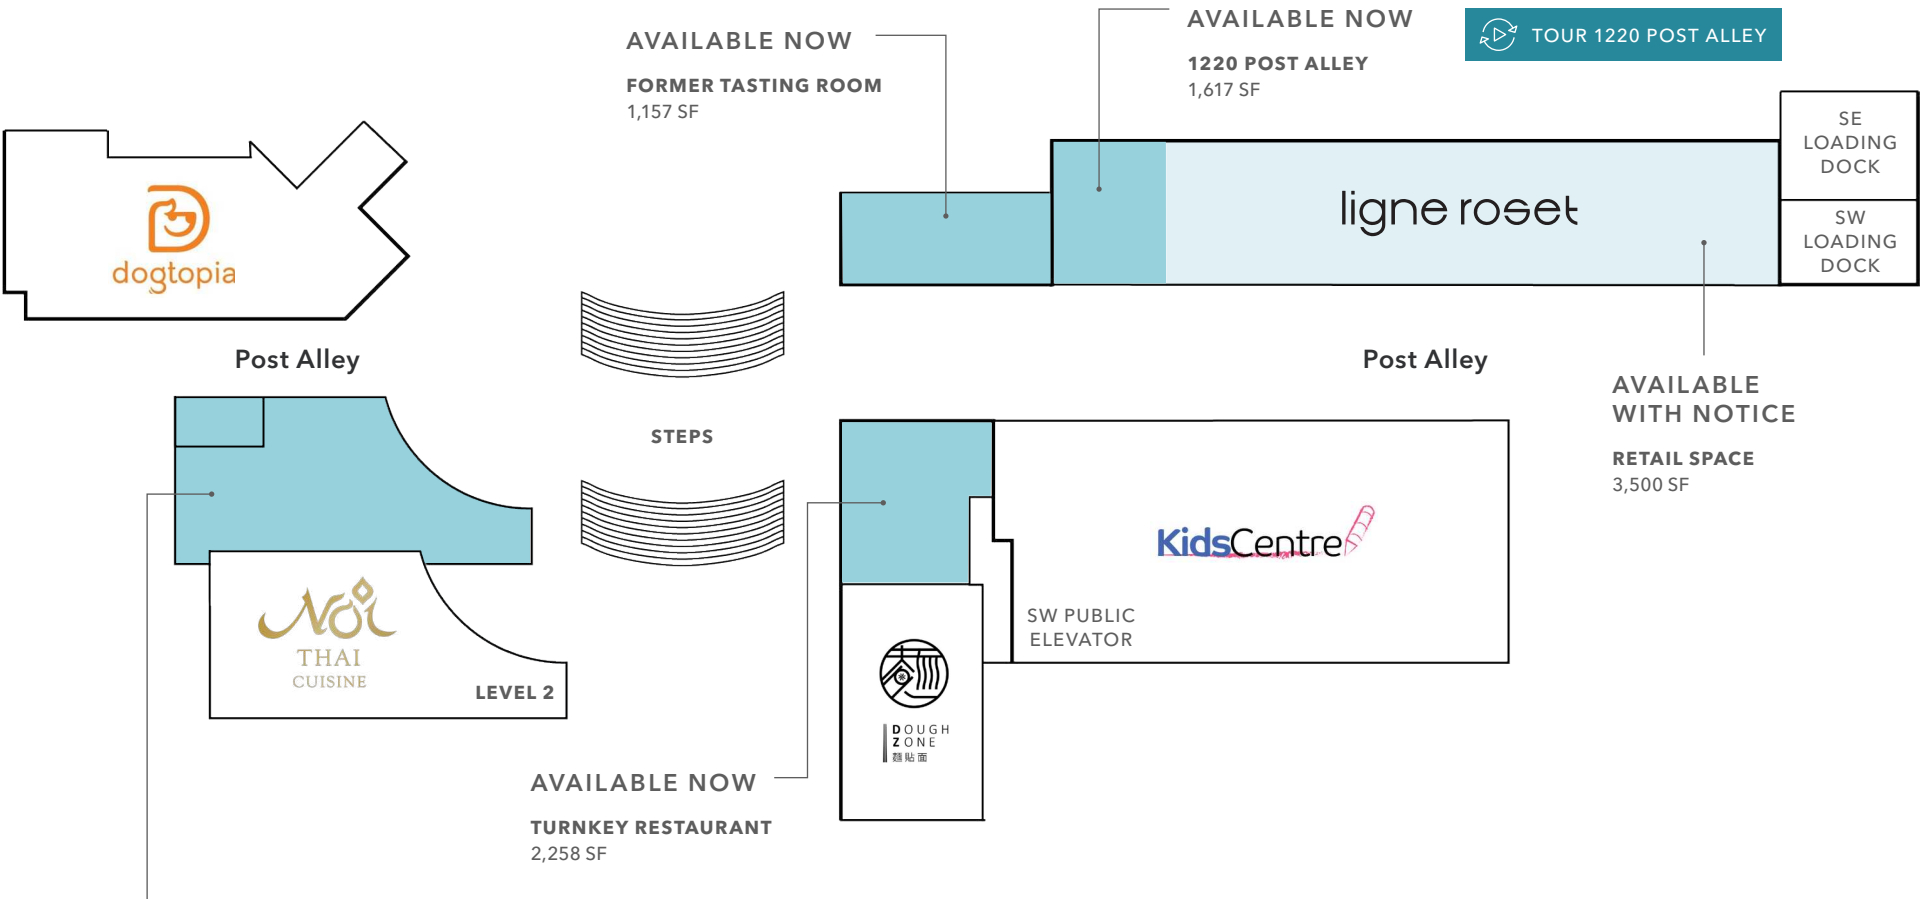 AVAILABLE NOW
FORMER TASTING ROOM
1,157 SF
AVAILABLE NOW
1220 POST ALLEY
1,617 SF
TOUR 1220 POST ALLEY
SE
LOADING
DOCK
SW
LOADING
DOCK
ligne roset
dogtopia
Post Alley
Post Alley
AVAILABLE
WITH NOTICE
RETAIL SPACE
3,500 SF
STEPS
KidsCentre
SW PUBLIC
ELEVATOR
Noi
THAI
CUISINE
LEVEL 2
DOUGH
ZONE
AVAILABLE NOW
TURNKEY RESTAURANT
2,258 SF